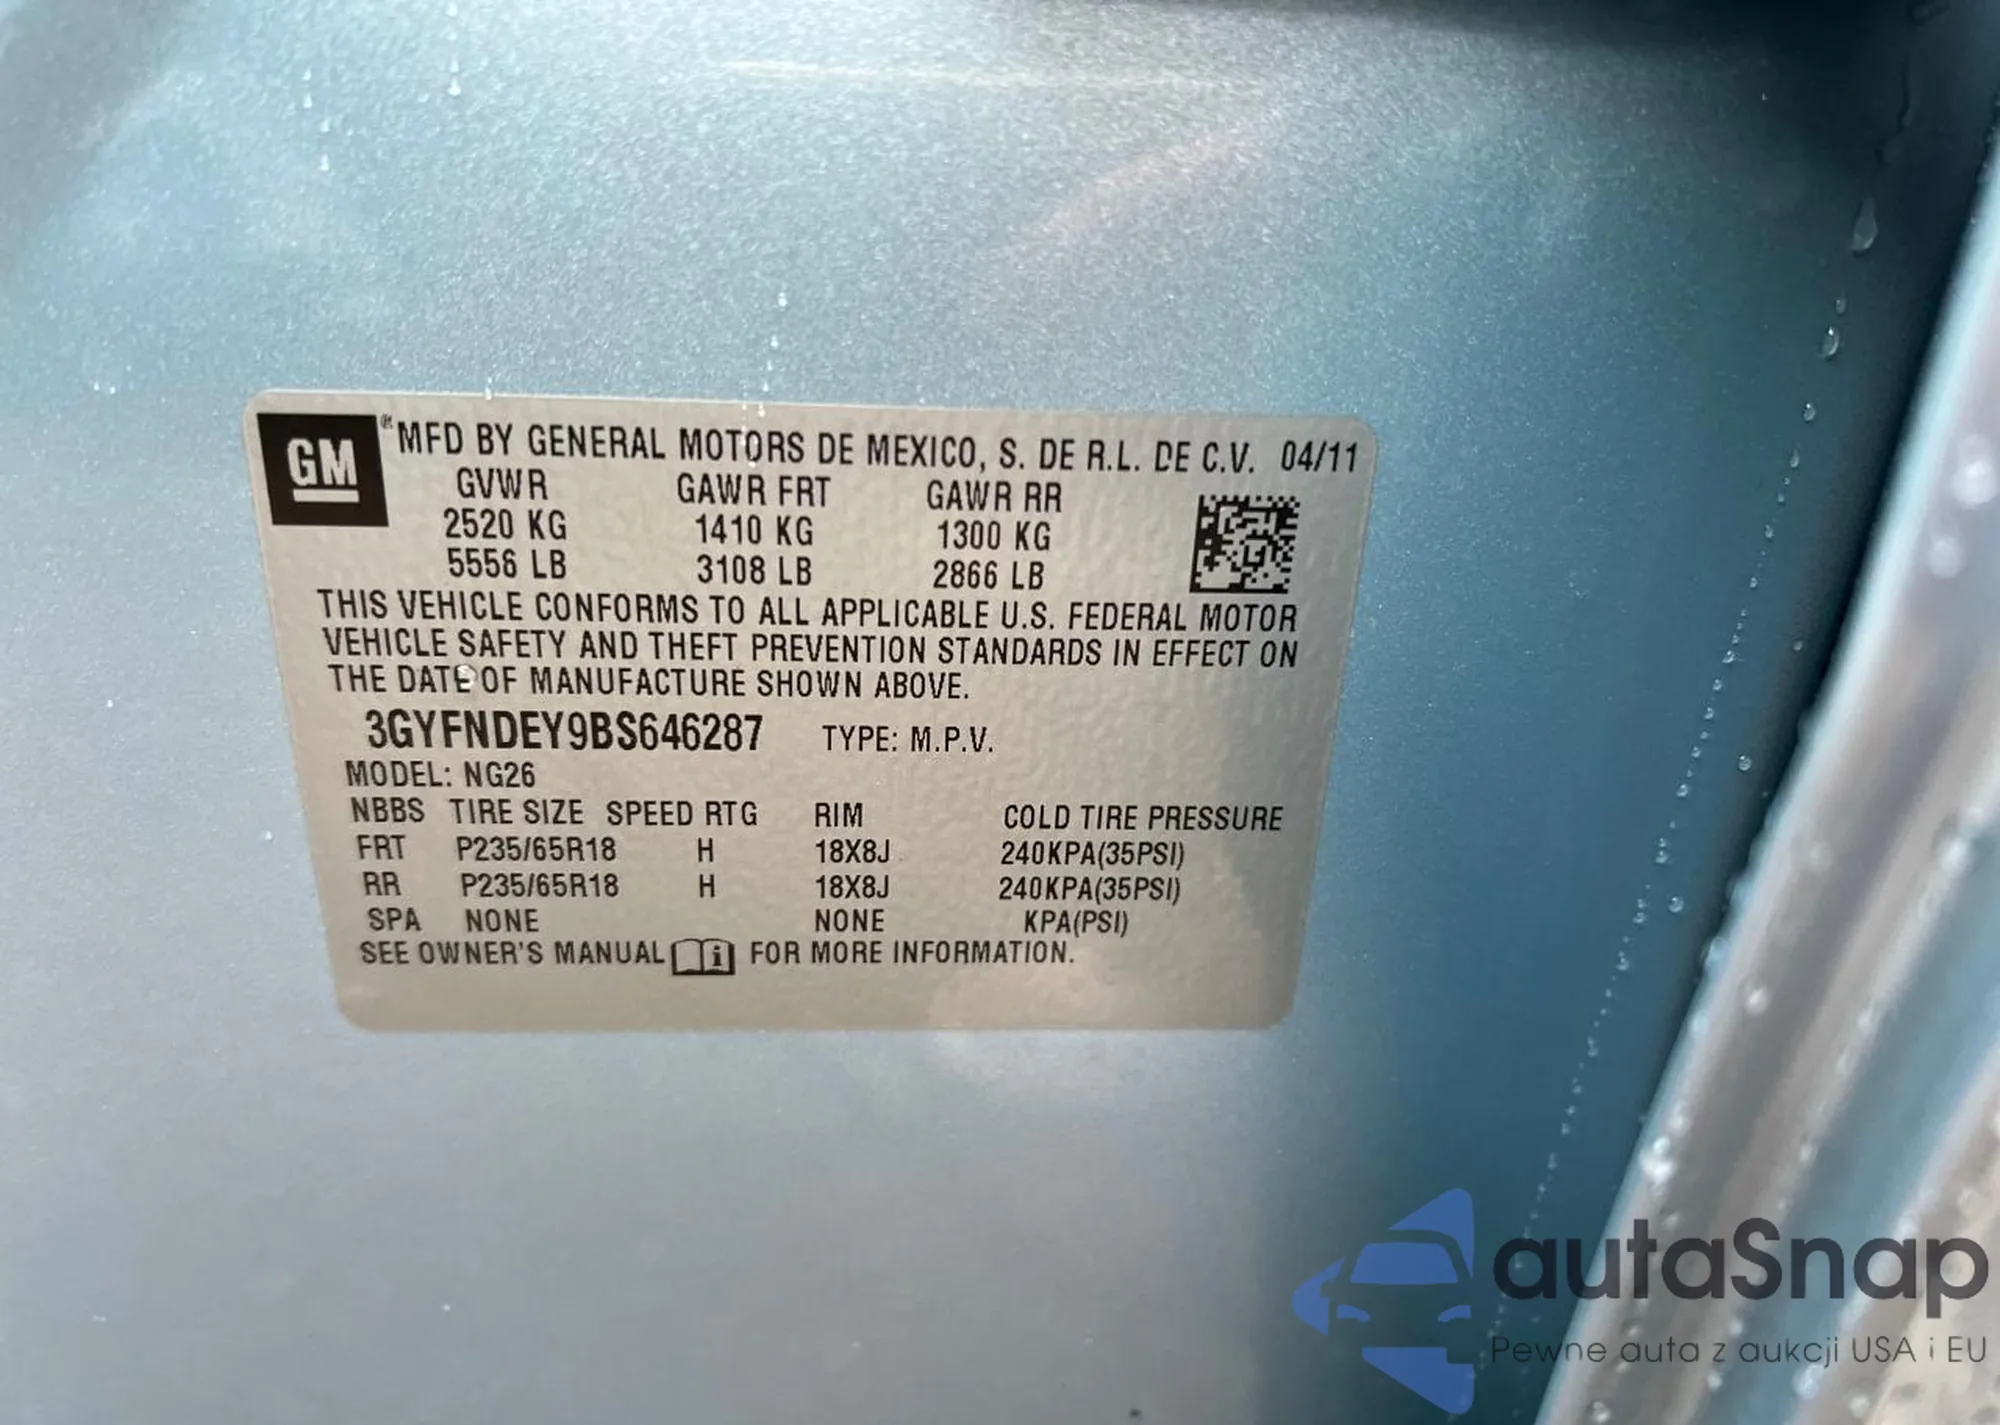 GM ® MFD BY GENERAL MOTORS DE MEXICO, S. DE R.L. DE C.V. 04/11
GVWR GAWR FRT GAWR RR
2520 KG 1410 KG 1300 KG
5556 LB 3108 LB 2866 LB
THIS VEHICLE CONFORMS TO ALL APPLICABLE U.S. FEDERAL MOTOR
VEHICLE SAFETY AND THEFT PREVENTION STANDARDS IN EFFECT ON
THE DATE OF MANUFACTURE SHOWN ABOVE.
3GYFNDEY9BS646287 TYPE: M.P.V.
MODEL: NG26
NBBS TIRE SIZE SPEED RTG RIM COLD TIRE PRESSURE
FRT P235/65R18 H 18X8J 240KPA(35PSI)
RR P235/65R18 H 18X8J 240KPA(35PSI)
SPA NONE NONE KPA(PSI)
SEE OWNER'S MANUAL i FOR MORE INFORMATION.
autaSnap
Pewne auta z aukcji USA i EU